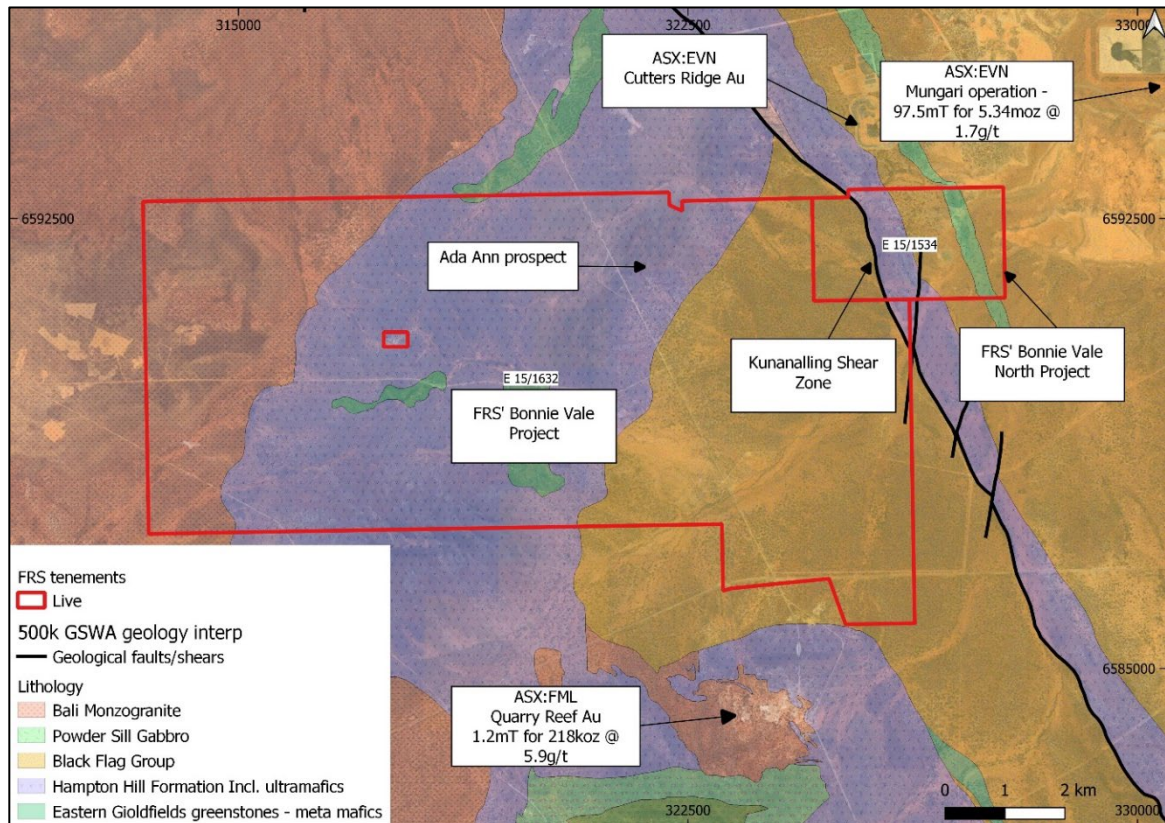 315000
322500
330000
ASX:EVN
Cutters Ridge Au
ASX:EVN
Mungari operation -
97.5mT for 5.34moz @
1.7g/t
6592500
6592500
Ada Ann prospect
E 15/1534
Kunanalling Shear
Zone
FRS' Bonnie Vale
North Project
E 15/1632
FRS' Bonnie Vale
Project
FRS tenements
Live
500k GSWA geology interp
Geological faults/shears
Lithology
Bali Monzogranite
Powder Sill Gabbro
Black Flag Group
Hampton Hill Formation Incl. ultramafics
Eastern Gioldfields greenstones - meta mafics
ASX:FML
Quarry Reef Au
1.2mT for 218koz @
5.9g/t
6585000
0 1 2 km
322500
330000